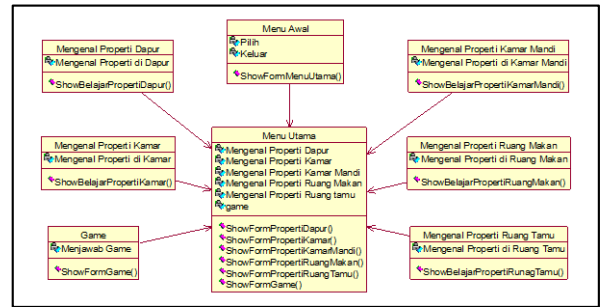 Menu Awal
Pilih
Keluar
ShowFormMenuUtama()
Mengenal Properti Dapur
Mengenal Properti di Dapur
ShowBelajarPropertiDapur()
Mengenal Properti Kamar Mandi
Mengenal Properti di Kamar Mandi
ShowBelajarPropertiKamarMandi()
Menu Utama
Mengenal Properti Dapur
Mengenal Properti Kamar
Mengenal Properti Kamar Mandi
Mengenal Properti Ruang Makan
Mengenal Properti Ruang tamu
game
ShowFormPropertiDapur()
ShowFormPropertiKamar()
ShowFormPropertiKamarMandi()
ShowFormPropertiRuangMakan()
ShowFormPropertiRuangTamu()
ShowFormGame()
Mengenal Properti Kamar
Mengenal Properti di Kamar
ShowBelajarPropertiKamar()
Mengenal Properti Ruang Makan
Mengenal Properti di Ruang Makan
ShowBelajarPropertiRuangMakan()
Game
Menjawab Game
ShowFormGame()
Mengenal Properti Ruang Tamu
Mengenal Properti di Ruang Tamu
ShowBelajarPropertiRunagTamu()